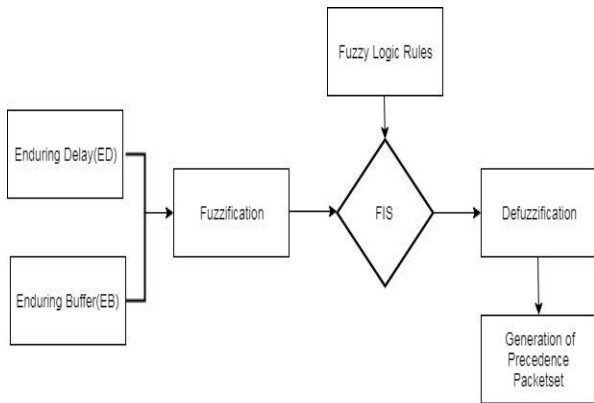 Fuzzy Logic Rules
Enduring Delay(ED)
Fuzzification
FIS
Defuzzification
Enduring Buffer(EB)
Generation of
Precedence
Packetset